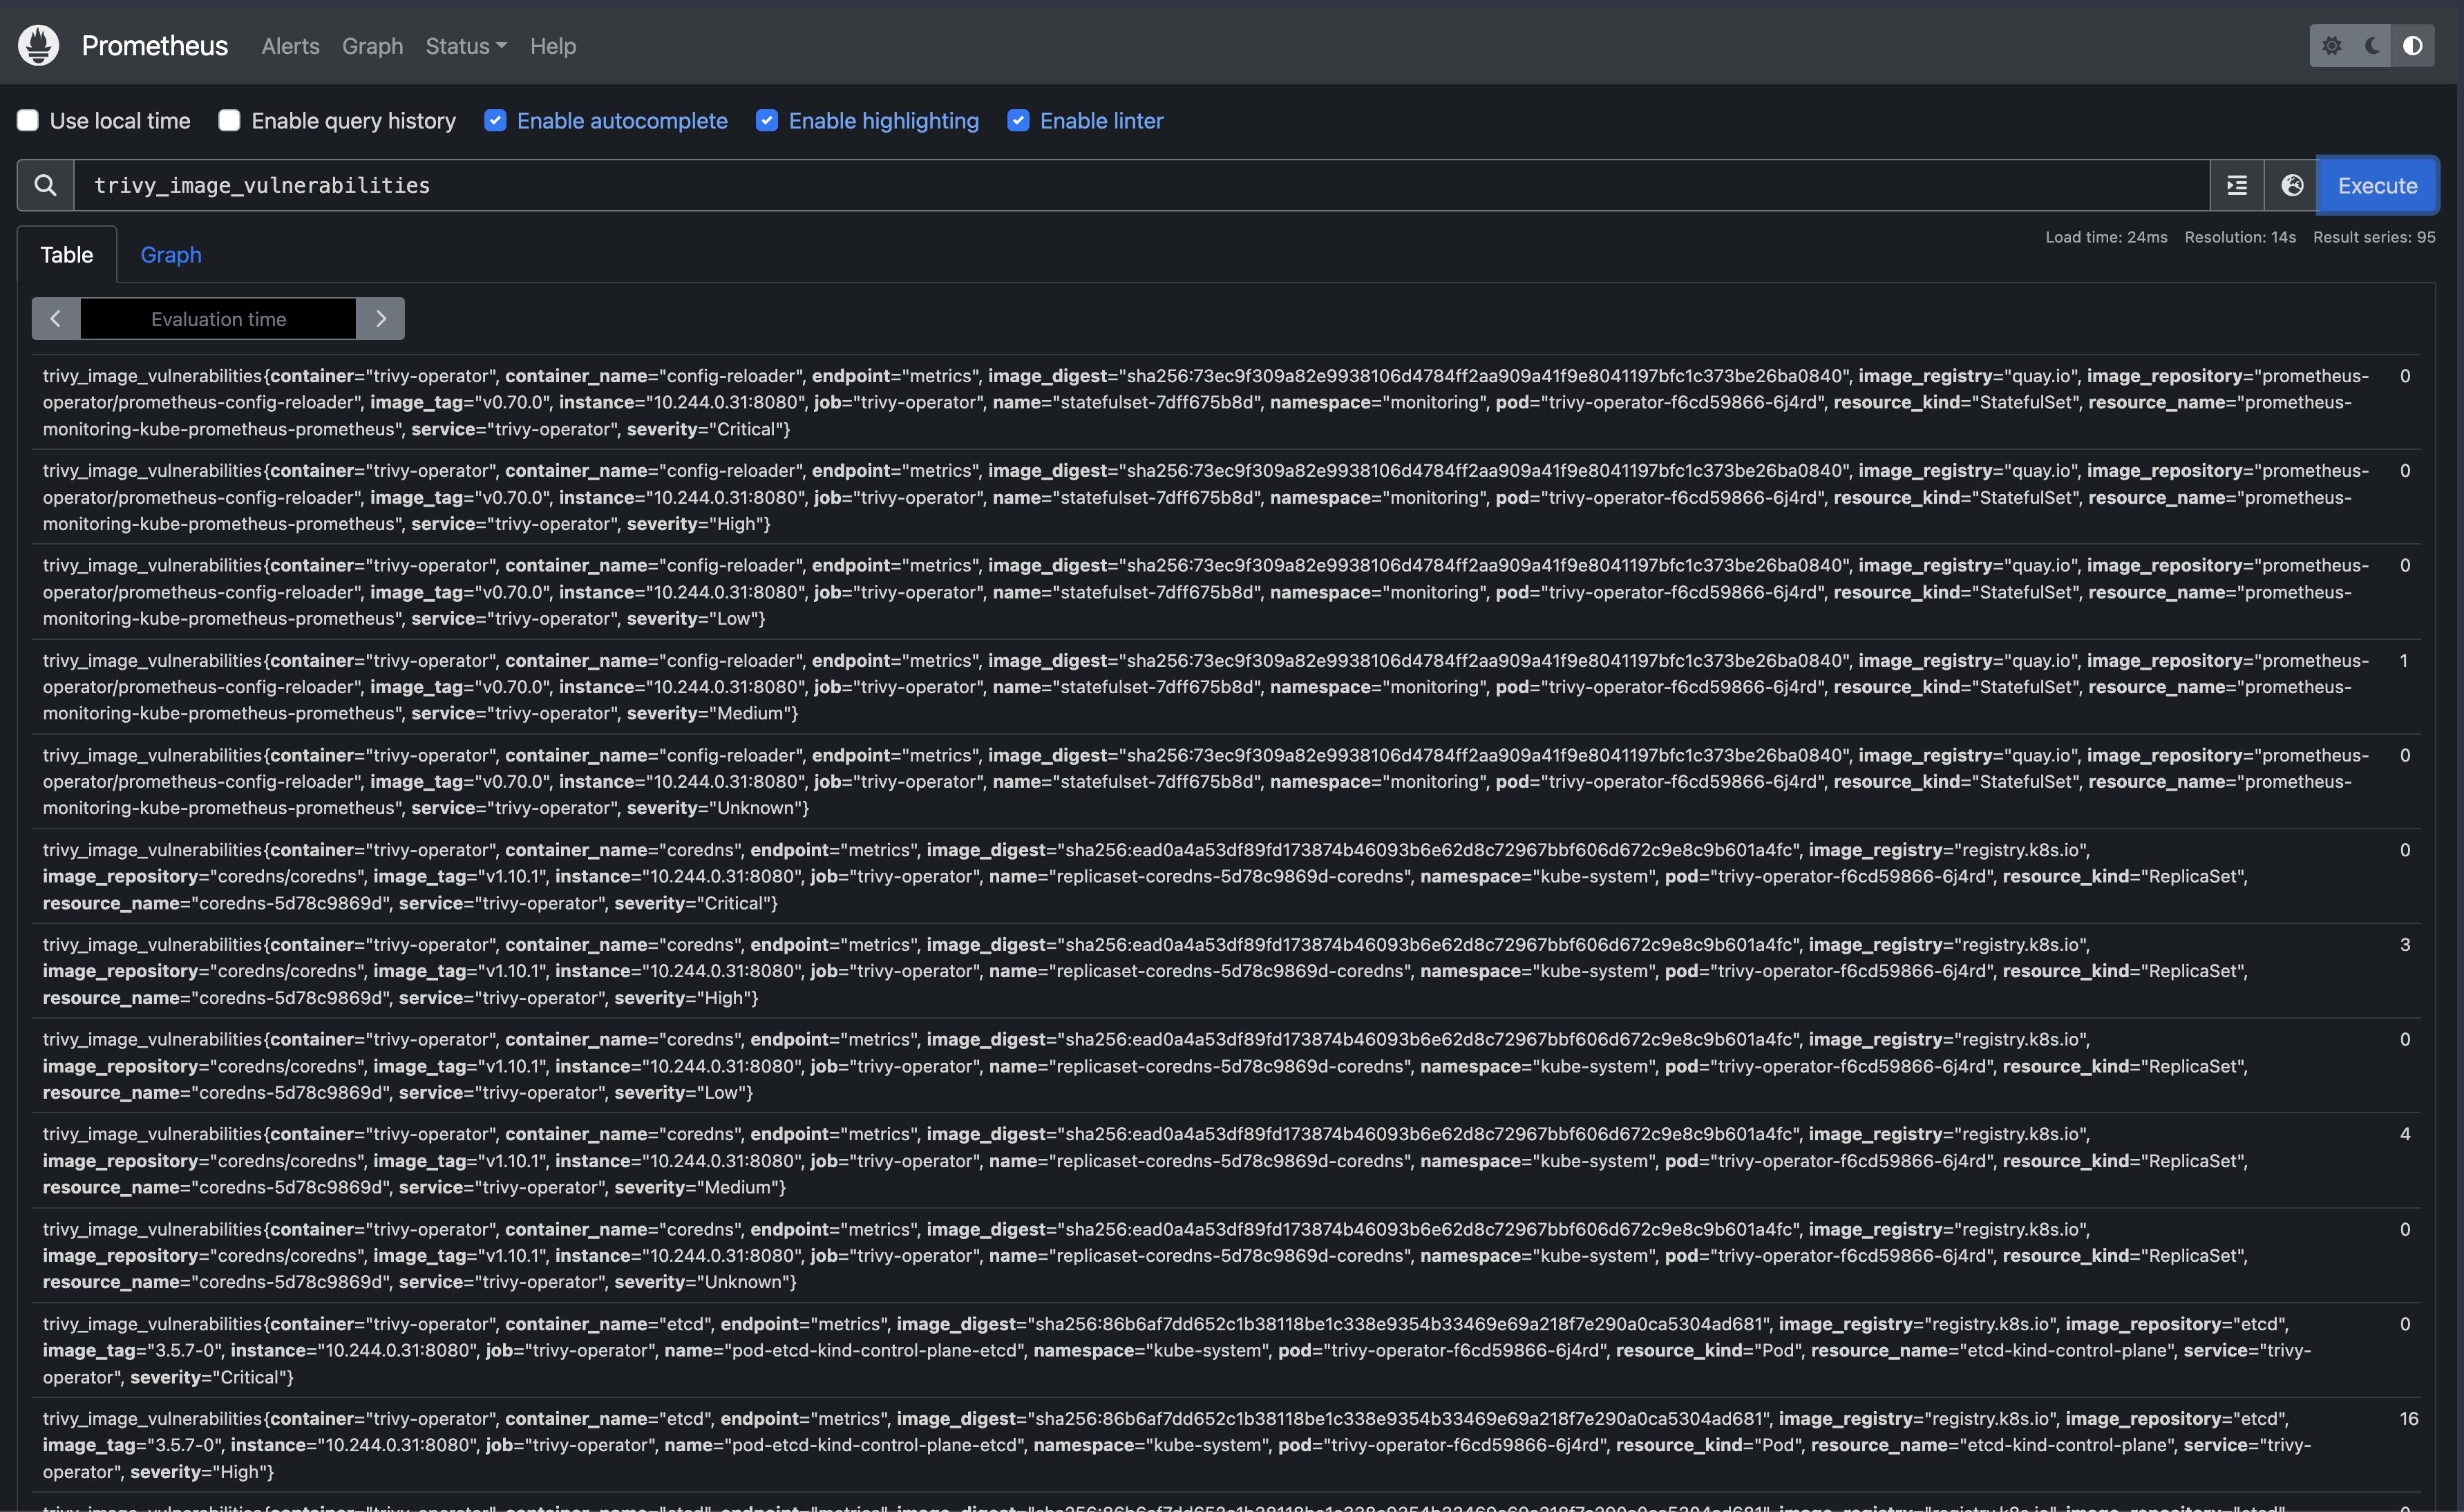 Prometheus Alerts Graph Status Help
Use local time Enable query history Enable autocomplete Enable highlighting Enable linter
trivy_image_vulnerabilities Execute
Table Graph Load time: 24ms Resolution: 14s Result series: 95
Evaluation time
trivy_image_vulnerabilities{container="trivy-operator", container_name="config-reloader", endpoint="metrics", image_digest="sha256:73ec9f309a82e9938106d4784ff2aa909a41f9e8041197bfc1c373be26ba0840", image_registry="quay.io", image_repository="prometheus- 0
operator/prometheus-config-reloader", image_tag="v0.70.0", instance="10.244.0.31:8080", job="trivy-operator", name="statefulset-7dff675b8d", namespace="monitoring", pod="trivy-operator-f6cd59866-6j4rd", resource_kind="StatefulSet", resource_name="prometheus-
monitoring-kube-prometheus-prometheus", service="trivy-operator", severity="Critical"}
trivy_image_vulnerabilities{container="trivy-operator", container_name="config-reloader", endpoint="metrics", image_digest="sha256:73ec9f309a82e9938106d4784ff2aa909a41f9e8041197bfc1c373be26ba0840", image_registry="quay.io", image_repository="prometheus- 0
operator/prometheus-config-reloader", image_tag="v0.70.0", instance="10.244.0.31:8080", job="trivy-operator", name="statefulset-7dff675b8d", namespace="monitoring", pod="trivy-operator-f6cd59866-6j4rd", resource_kind="StatefulSet", resource_name="prometheus-
monitoring-kube-prometheus-prometheus", service="trivy-operator", severity="High"}
trivy_image_vulnerabilities{container="trivy-operator", container_name="config-reloader", endpoint="metrics", image_digest="sha256:73ec9f309a82e9938106d4784ff2aa909a41f9e8041197bfc1c373be26ba0840", image_registry="quay.io", image_repository="prometheus- 0
operator/prometheus-config-reloader", image_tag="v0.70.0", instance="10.244.0.31:8080", job="trivy-operator", name="statefulset-7dff675b8d", namespace="monitoring", pod="trivy-operator-f6cd59866-6j4rd", resource_kind="StatefulSet", resource_name="prometheus-
monitoring-kube-prometheus-prometheus", service="trivy-operator", severity="Low"}
trivy_image_vulnerabilities{container="trivy-operator", container_name="config-reloader", endpoint="metrics", image_digest="sha256:73ec9f309a82e9938106d4784ff2aa909a41f9e8041197bfc1c373be26ba0840", image_registry="quay.io", image_repository="prometheus- 1
operator/prometheus-config-reloader", image_tag="v0.70.0", instance="10.244.0.31:8080", job="trivy-operator", name="statefulset-7dff675b8d", namespace="monitoring", pod="trivy-operator-f6cd59866-6j4rd", resource_kind="StatefulSet", resource_name="prometheus-
monitoring-kube-prometheus-prometheus", service="trivy-operator", severity="Medium"}
trivy_image_vulnerabilities{container="trivy-operator", container_name="config-reloader", endpoint="metrics", image_digest="sha256:73ec9f309a82e9938106d4784ff2aa909a41f9e8041197bfc1c373be26ba0840", image_registry="quay.io", image_repository="prometheus- 0
operator/prometheus-config-reloader", image_tag="v0.70.0", instance="10.244.0.31:8080", job="trivy-operator", name="statefulset-7dff675b8d", namespace="monitoring", pod="trivy-operator-f6cd59866-6j4rd", resource_kind="StatefulSet", resource_name="prometheus-
monitoring-kube-prometheus-prometheus", service="trivy-operator", severity="Unknown"}
trivy_image_vulnerabilities{container="trivy-operator", container_name="coredns", endpoint="metrics", image_digest="sha256:ead0a4a53df89fd173874b46093b6e62d8c72967bbf606d672c9e8c9b601a4fc", image_registry="registry.k8s.io", 0
image_repository="coredns/coredns", image_tag="v1.10.1", instance="10.244.0.31:8080", job="trivy-operator", name="replicaset-coredns-5d78c9869d-coredns", namespace="kube-system", pod="trivy-operator-f6cd59866-6j4rd", resource_kind="ReplicaSet",
resource_name="coredns-5d78c9869d", service="trivy-operator", severity="Critical"}
trivy_image_vulnerabilities{container="trivy-operator", container_name="coredns", endpoint="metrics", image_digest="sha256:ead0a4a53df89fd173874b46093b6e62d8c72967bbf606d672c9e8c9b601a4fc", image_registry="registry.k8s.io", 3
image_repository="coredns/coredns", image_tag="v1.10.1", instance="10.244.0.31:8080", job="trivy-operator", name="replicaset-coredns-5d78c9869d-coredns", namespace="kube-system", pod="trivy-operator-f6cd59866-6j4rd", resource_kind="ReplicaSet",
resource_name="coredns-5d78c9869d", service="trivy-operator", severity="High"}
trivy_image_vulnerabilities{container="trivy-operator", container_name="coredns", endpoint="metrics", image_digest="sha256:ead0a4a53df89fd173874b46093b6e62d8c72967bbf606d672c9e8c9b601a4fc", image_registry="registry.k8s.io", 0
image_repository="coredns/coredns", image_tag="v1.10.1", instance="10.244.0.31:8080", job="trivy-operator", name="replicaset-coredns-5d78c9869d-coredns", namespace="kube-system", pod="trivy-operator-f6cd59866-6j4rd", resource_kind="ReplicaSet",
resource_name="coredns-5d78c9869d", service="trivy-operator", severity="Low"}
trivy_image_vulnerabilities{container="trivy-operator", container_name="coredns", endpoint="metrics", image_digest="sha256:ead0a4a53df89fd173874b46093b6e62d8c72967bbf606d672c9e8c9b601a4fc", image_registry="registry.k8s.io", 4
image_repository="coredns/coredns", image_tag="v1.10.1", instance="10.244.0.31:8080", job="trivy-operator", name="replicaset-coredns-5d78c9869d-coredns", namespace="kube-system", pod="trivy-operator-f6cd59866-6j4rd", resource_kind="ReplicaSet",
resource_name="coredns-5d78c9869d", service="trivy-operator", severity="Medium"}
trivy_image_vulnerabilities{container="trivy-operator", container_name="coredns", endpoint="metrics", image_digest="sha256:ead0a4a53df89fd173874b46093b6e62d8c72967bbf606d672c9e8c9b601a4fc", image_registry="registry.k8s.io", 0
image_repository="coredns/coredns", image_tag="v1.10.1", instance="10.244.0.31:8080", job="trivy-operator", name="replicaset-coredns-5d78c9869d-coredns", namespace="kube-system", pod="trivy-operator-f6cd59866-6j4rd", resource_kind="ReplicaSet",
resource_name="coredns-5d78c9869d", service="trivy-operator", severity="Unknown"}
trivy_image_vulnerabilities{container="trivy-operator", container_name="etcd", endpoint="metrics", image_digest="sha256:86b6af7dd652c1b38118be1c338e9354b33469e69a218f7e290a0ca5304ad681", image_registry="registry.k8s.io", image_repository="etcd", 0
image_tag="3.5.7-0", instance="10.244.0.31:8080", job="trivy-operator", name="pod-etcd-kind-control-plane-etcd", namespace="kube-system", pod="trivy-operator-f6cd59866-6j4rd", resource_kind="Pod", resource_name="etcd-kind-control-plane", service="trivy-
operator", severity="Critical"}
trivy_image_vulnerabilities{container="trivy-operator", container_name="etcd", endpoint="metrics", image_digest="sha256:86b6af7dd652c1b38118be1c338e9354b33469e69a218f7e290a0ca5304ad681", image_registry="registry.k8s.io", image_repository="etcd", 16
image_tag="3.5.7-0", instance="10.244.0.31:8080", job="trivy-operator", name="pod-etcd-kind-control-plane-etcd", namespace="kube-system", pod="trivy-operator-f6cd59866-6j4rd", resource_kind="Pod", resource_name="etcd-kind-control-plane", service="trivy-
operator", severity="High"}